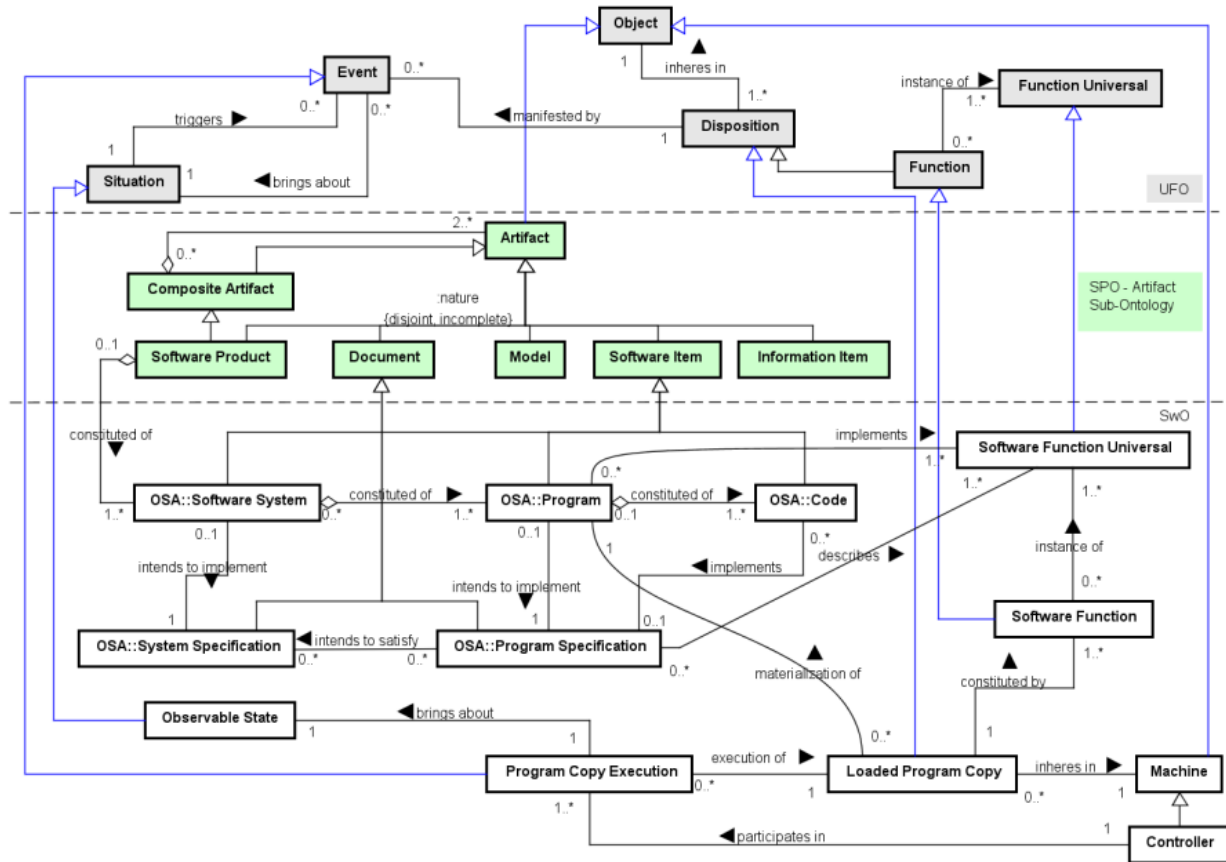 Object
Event
0..*
1
inheres in
instance of
Function Universal
0..*
0..*
1..*
1..*
triggers
manifested by
Disposition
1
0..*
1
Function
Situation
1
brings about
UFO
2..*
Artifact
0..*
Composite Artifact
:nature
{disjoint, incomplete}
SPO - Artifact
Sub-Ontology
0..1
Software Product
Document
Model
Software Item
Information Item
SwO
constituted of
implements
Software Function Universal
1..*
0..*
1..*
1..*
OSA::Software System
constituted of
OSA::Program
constituted of
OSA::Code
1..*
0..*
1..*
0..1
1..*
0..1
0..1
1
0..*
describes
instance of
intends to implement
intends to implement
implements
0..*
1
1
0..1
Software Function
OSA::System Specification
intends to satisfy
OSA::Program Specification
0..*
0..*
0..*
1..*
materialization of
constituted by
Observable State
brings about
1
1
0..*
1
Program Copy Execution
execution of
Loaded Program Copy
inheres in
Machine
0..*
1
0..*
1
1..*
participates in
1
Controller